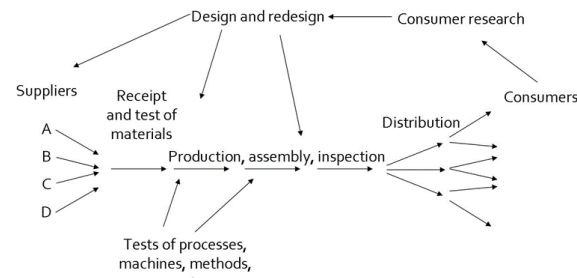 Design and redesign
Consumer research
Suppliers
Receipt
and test of
materials
Consumers
Distribution
A
B
C
D
Production, assembly, inspection
Tests of processes,
machines, methods,